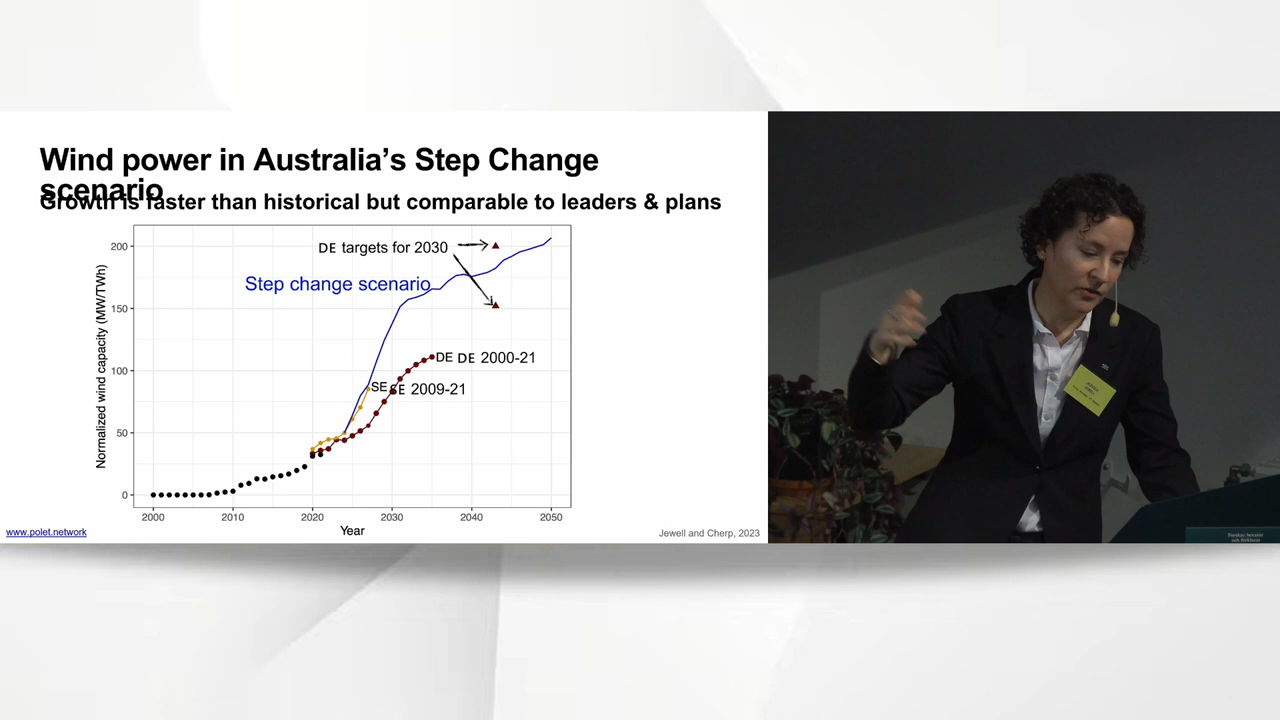 Wind power in Australia's Step Change
scenario
Growth is faster than historical but comparable to leaders & plans
Normalized wind capacity (MW/TWh)
200
150
100
50
0
DE targets for 2030
Step change scenario
DE DE 2000-21
SE SE 2009-21
2000 2010 2020 2030 2040 2050
Year
www.polet.network
Jewell and Cherp, 2023